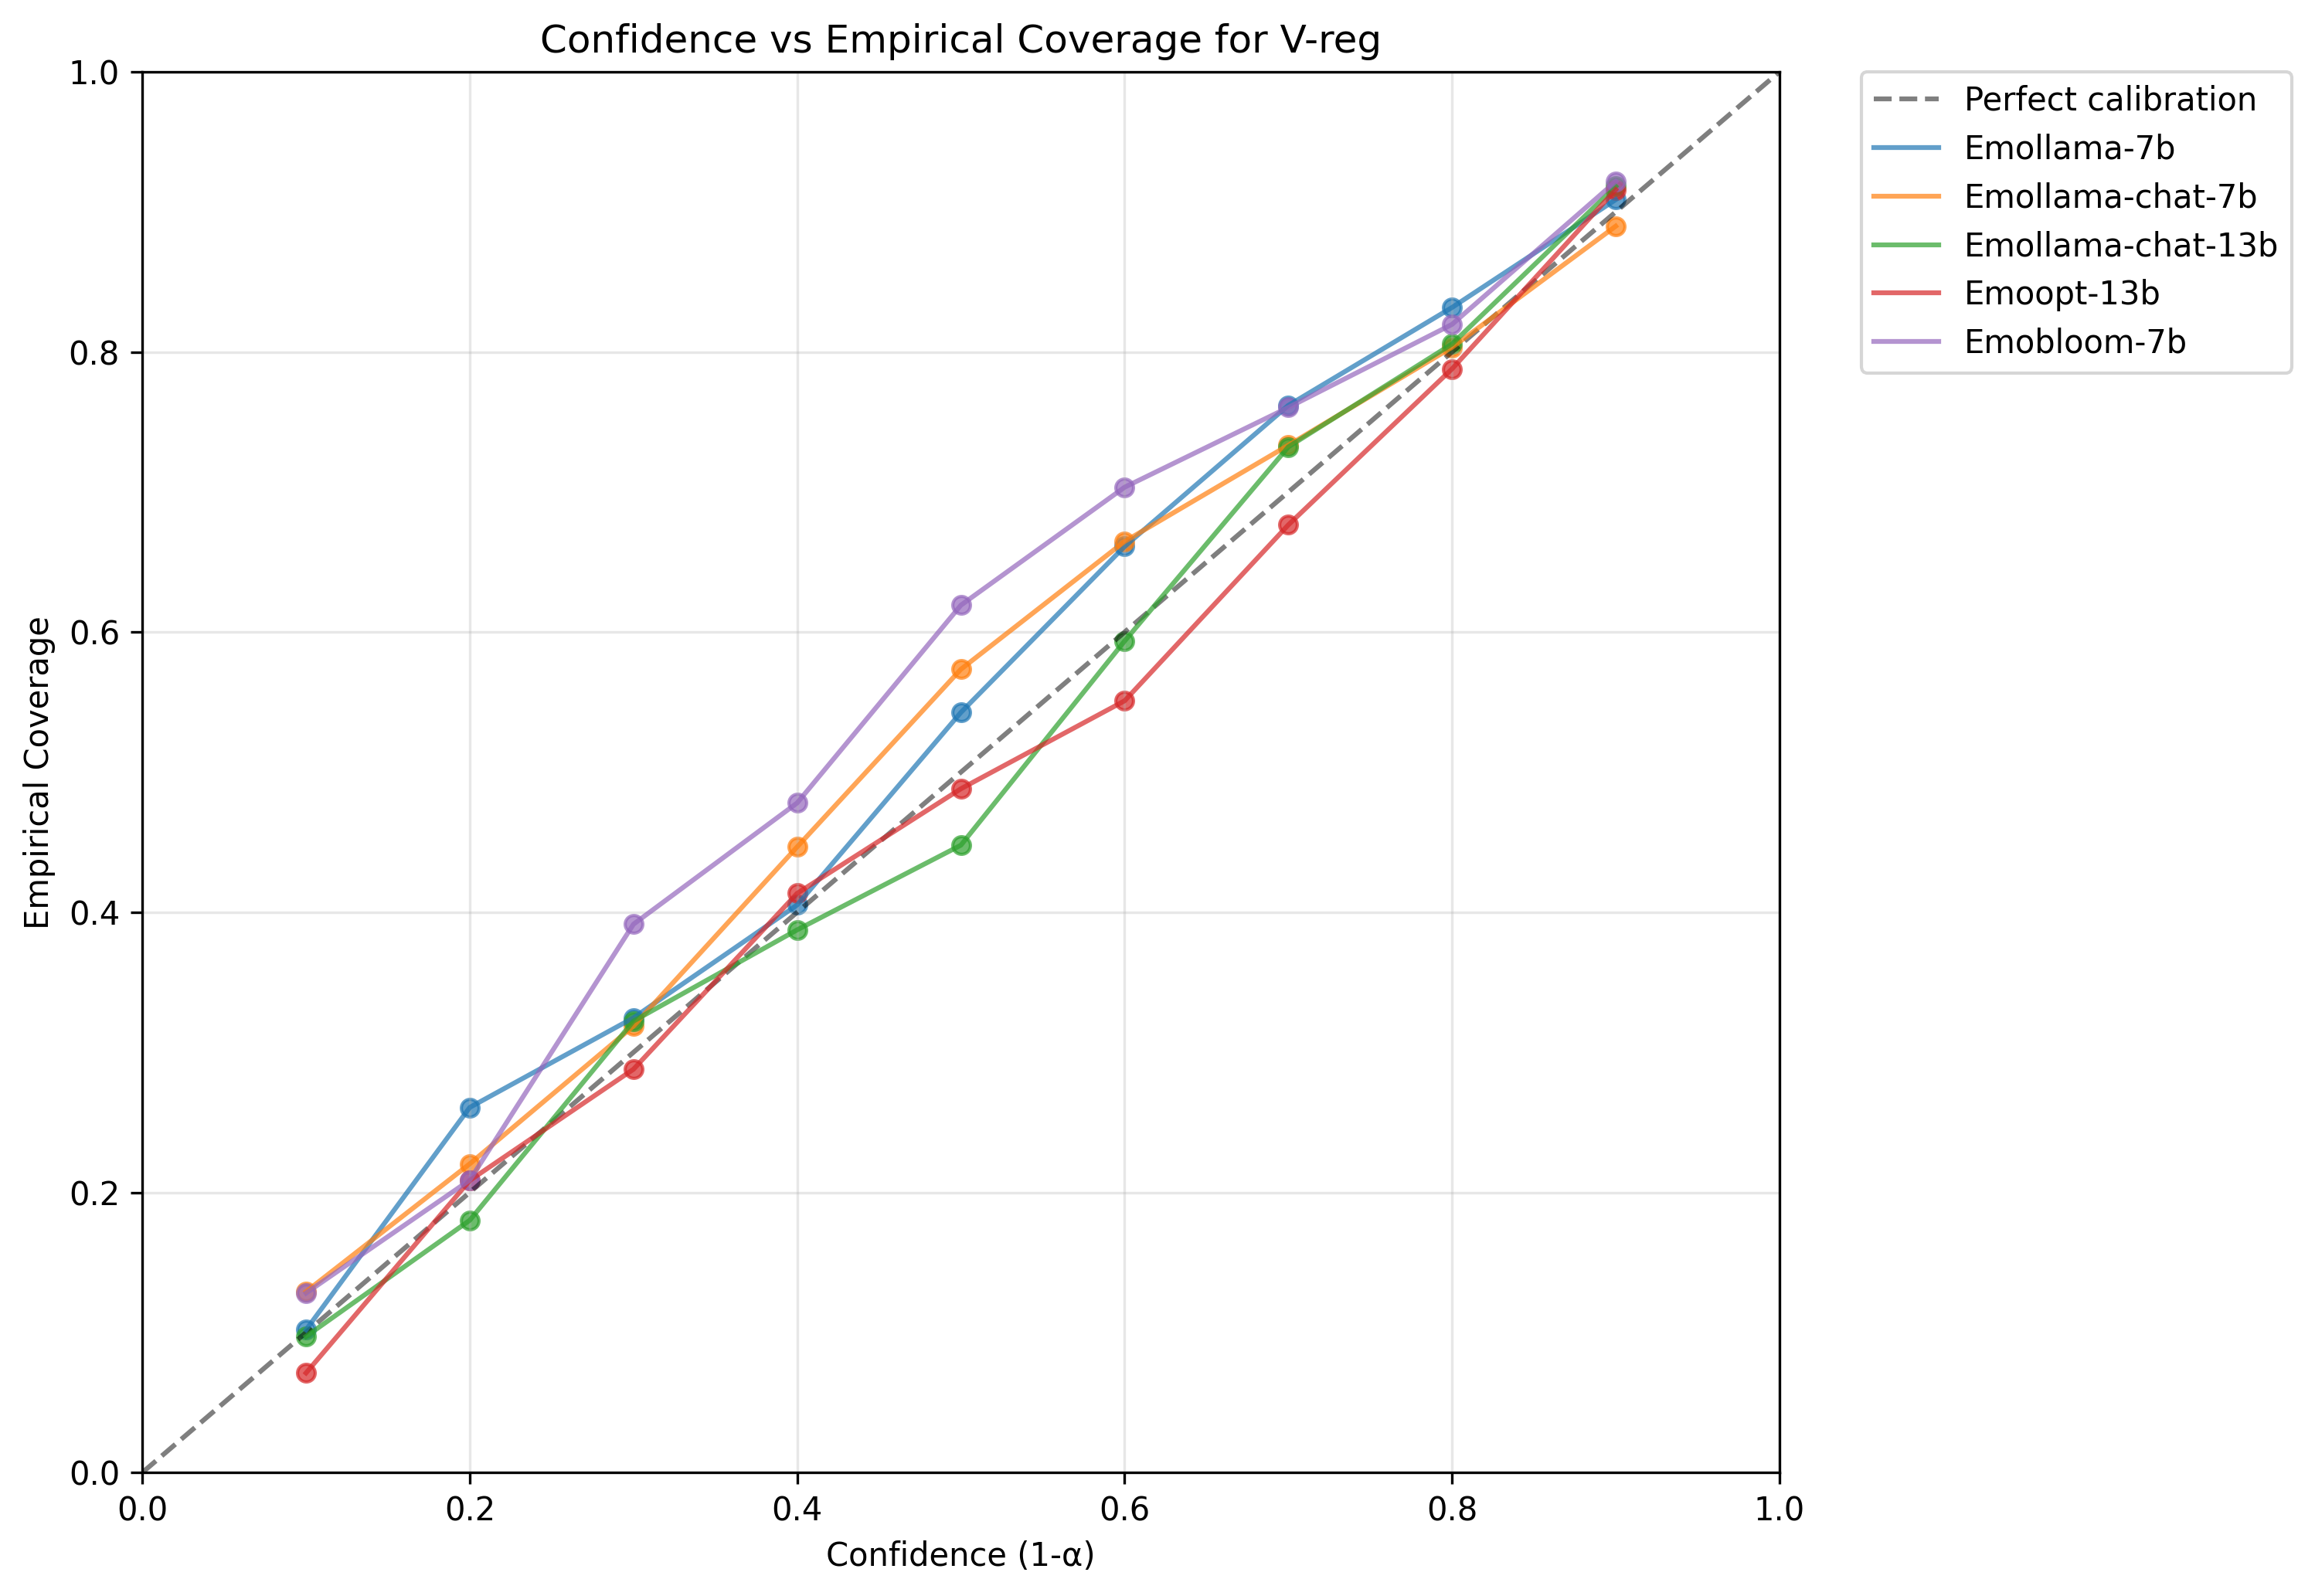 Confidence vs Empirical Coverage for V-reg
1.0
0.8
0.6
0.4
0.2
0.0
Empirical Coverage
0.0 0.2 0.4 0.6 0.8 1.0
Confidence (1-α)
Perfect calibration
Emollama-7b
Emollama-chat-7b
Emollama-chat-13b
Emoopt-13b
Emobloom-7b